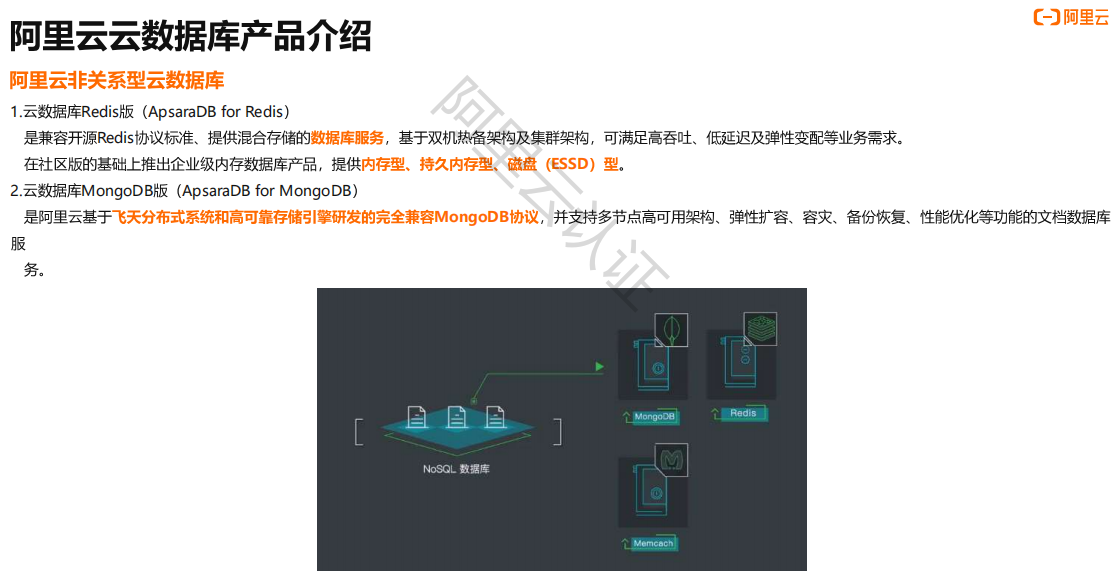 阿里云云数据库产品介绍
阿里云
阿里云非关系型云数据库
1.云数据库Redis版（ApsaraDB for Redis）
是兼容开源Redis协议标准、提供混合存储的数据库服务，基于双机热备架构及集群架构，可满足高吞吐、低延迟及弹性变配等业务需求。
在社区版的基础上推出企业级内存数据库产品，提供内存型、持久内存型、磁盘（ESSD）型。
2.云数据库MongoDB版（ApsaraDB for MongoDB）
是阿里云基于飞天分布式系统和高可靠存储引擎研发的完全兼容MongoDB协议，并支持多节点高可用架构、弹性扩容、容灾、备份恢复、性能优化等功能的文档数据库
服
务。
阿里云认证
MongoDB
Redis
NoSQL 数据库
Memcach